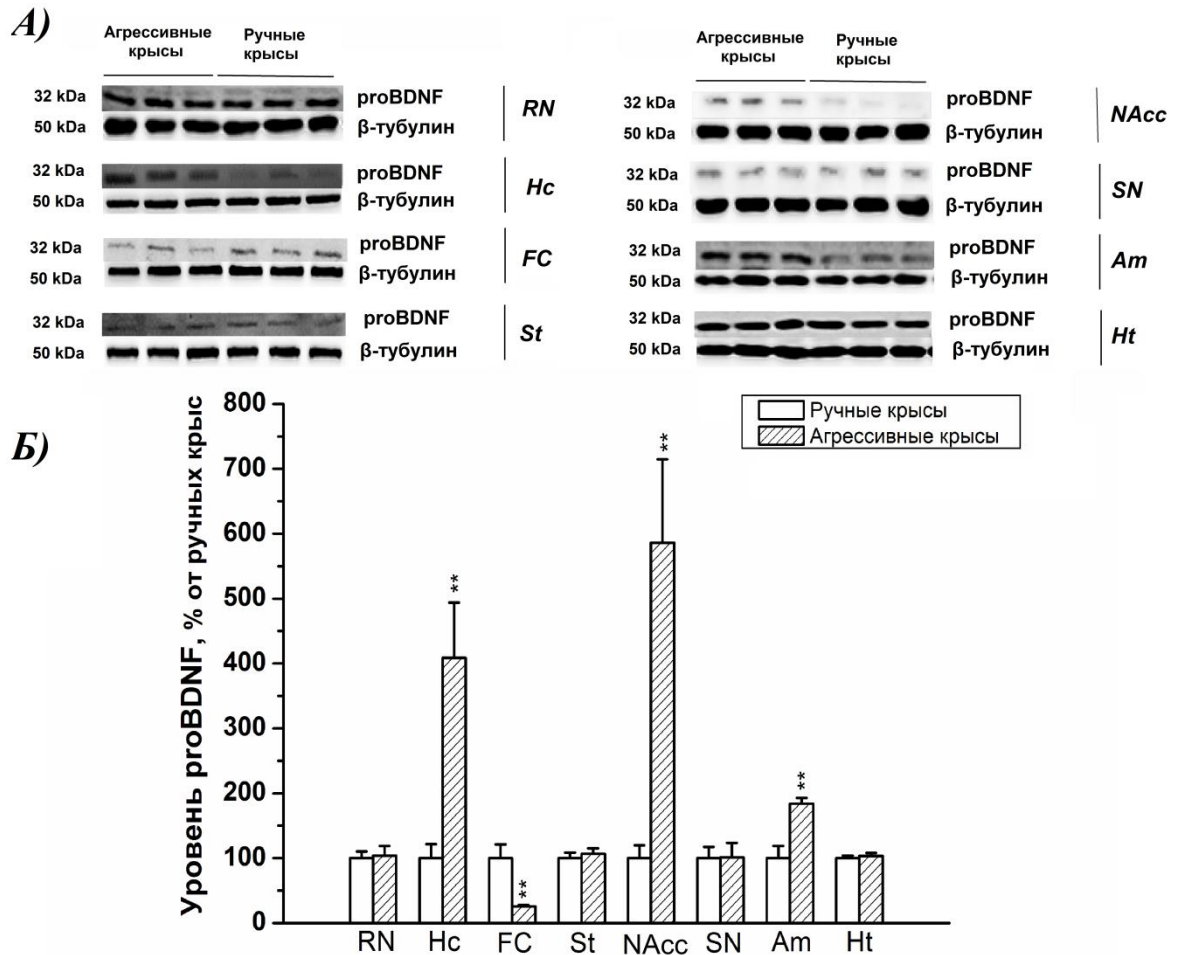 А)
Агрессивные
крысы
Ручные
крысы
32 kDa
proBDNF
50 kDa
β-тубулин
RN
32 kDa
proBDNF
50 kDa
β-тубулин
Hc
32 kDa
proBDNF
50 kDa
β-тубулин
FC
32 kDa
proBDNF
50 kDa
β-тубулин
St
Агрессивные
крысы
Ручные
крысы
32 kDa
proBDNF
50 kDa
β-тубулин
NAcc
32 kDa
proBDNF
50 kDa
β-тубулин
SN
32 kDa
proBDNF
50 kDa
β-тубулин
Am
32 kDa
proBDNF
50 kDa
β-тубулин
Ht
Б)
Уровень proBDNF, % от ручных крыс
800
700
600
500
400
300
200
100
0
Ручные крысы
Агрессивные крысы
**
**
**
**
RN Hc FC St NAcc SN Am Ht